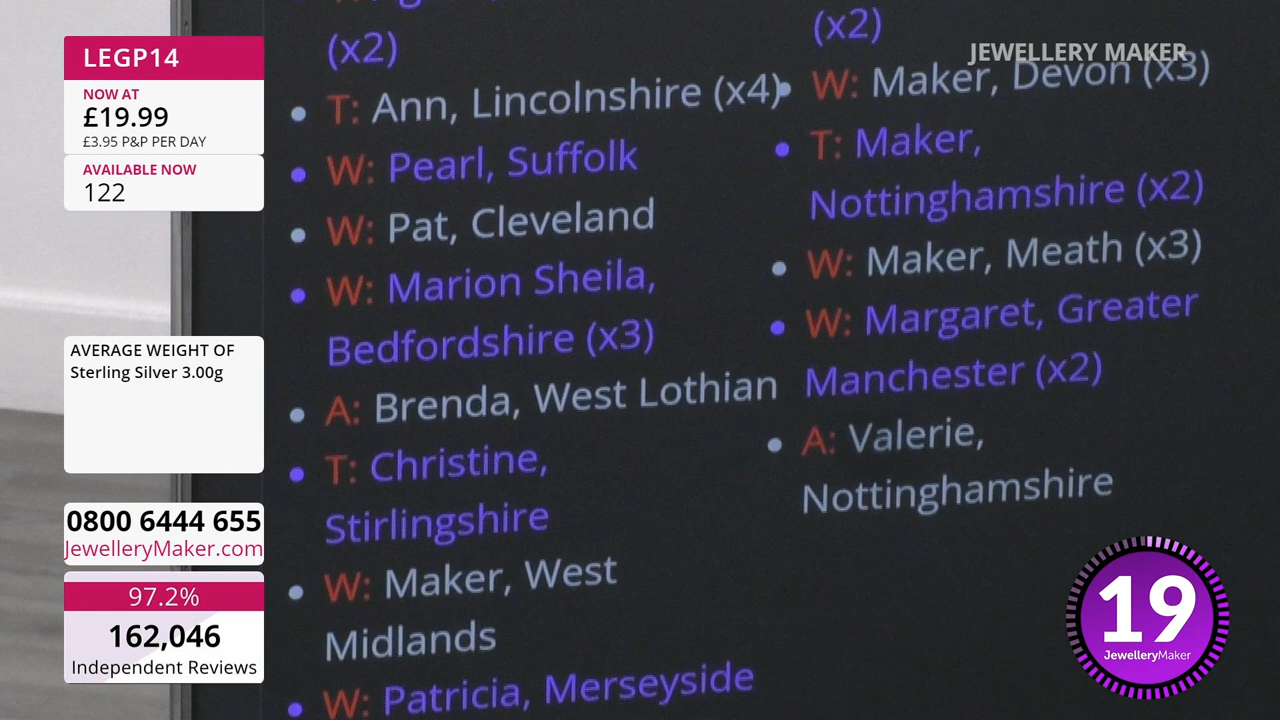 LEGP14
NOW AT
£19.99
£3.95 P&P PER DAY
AVAILABLE NOW
122
AVERAGE WEIGHT OF
Sterling Silver 3.00g
0800 6444 655
JewelleryMaker.com
97.2%
162,046
Independent Reviews
(x2)
T: Ann, Lincolnshire (x4)
W: Pearl, Suffolk
W: Pat, Cleveland
W: Marion Sheila,
Bedfordshire (x3)
A: Brenda, West Lothian
T: Christine,
Stirlingshire
W: Maker, West
Midlands
W: Patricia, Merseyside
(x2)
JEWELLERY MAKER
W: Maker, Devon (x3)
T: Maker,
Nottinghamshire (x2)
W: Maker, Meath (x3)
W: Margaret, Greater
Manchester (x2)
A: Valerie,
Nottinghamshire
19
JewelleryMaker